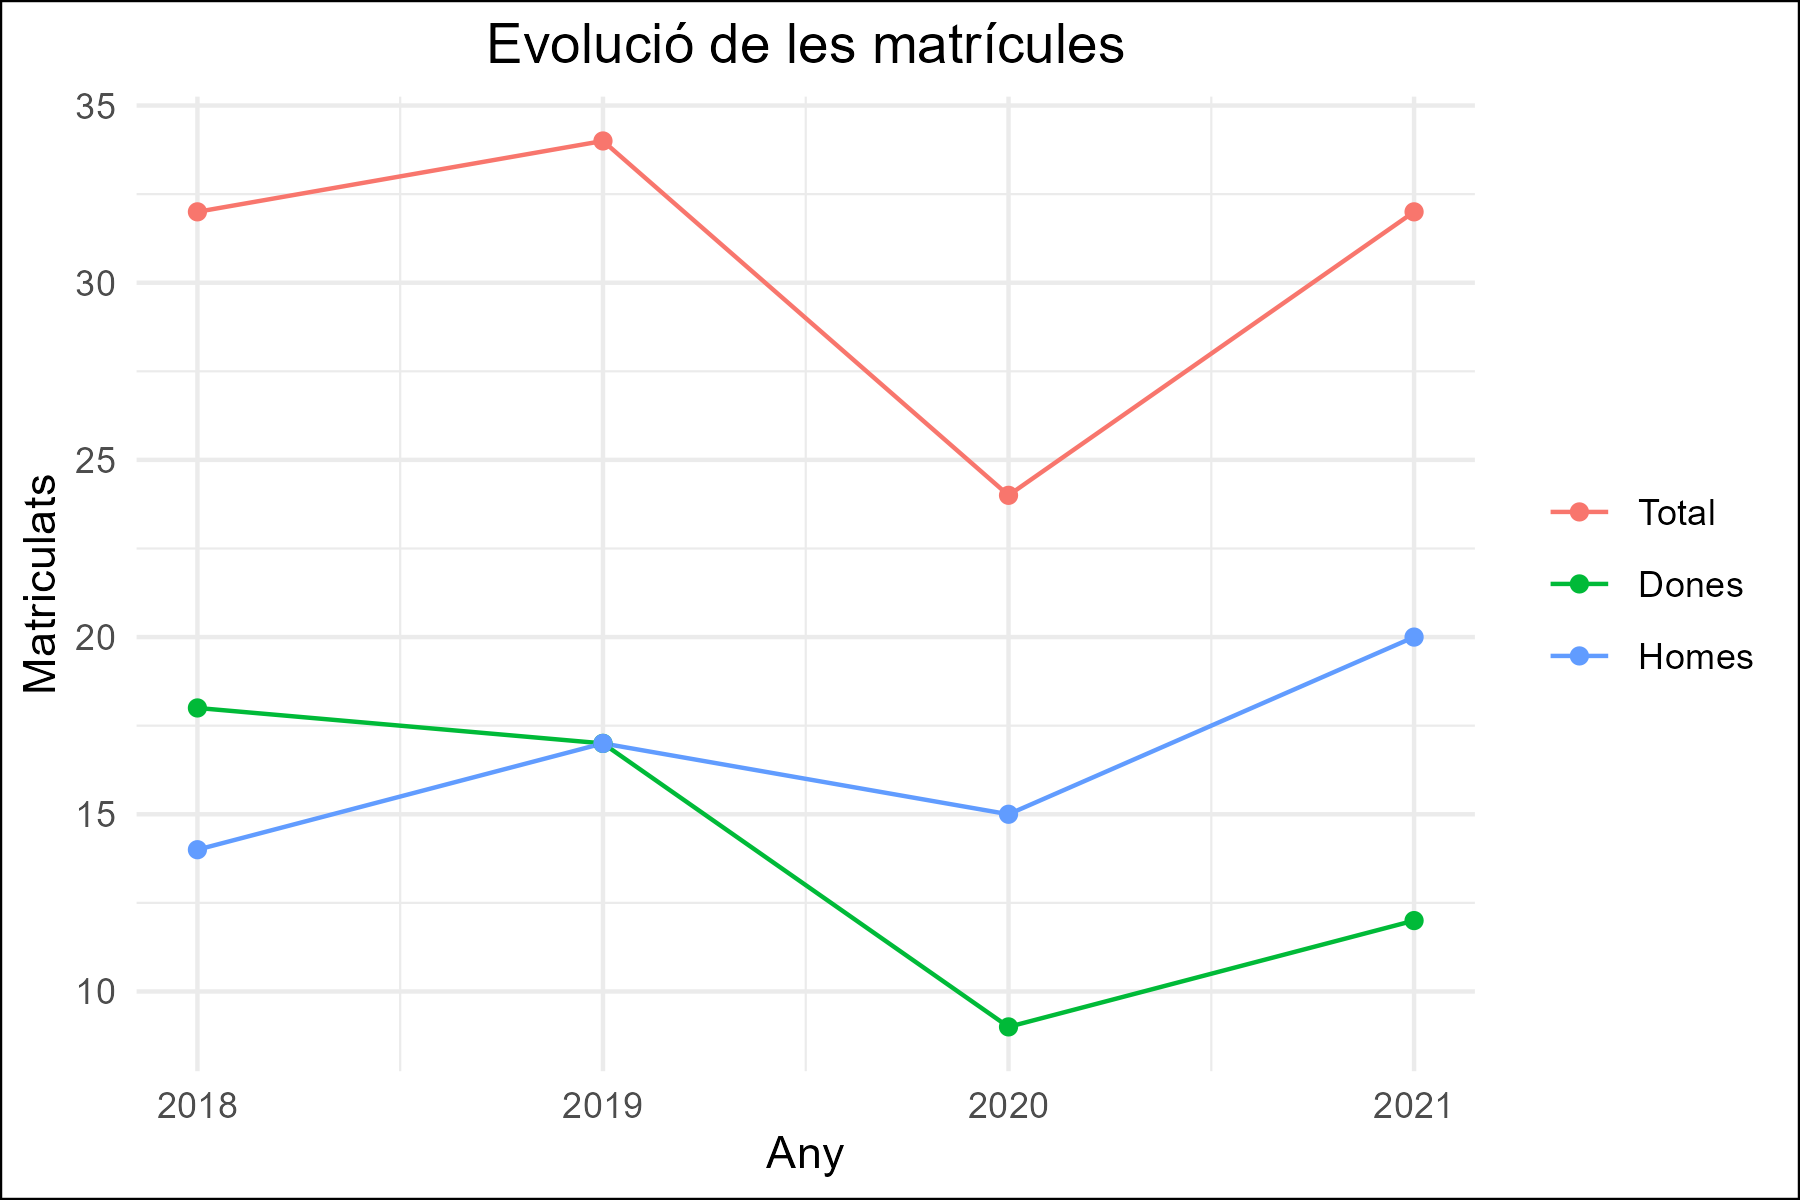 Evolució de les matrícules
35
30
25
20
15
10
Matriculats
2018 2019 2020 2021
Any
Total
Dones
Homes